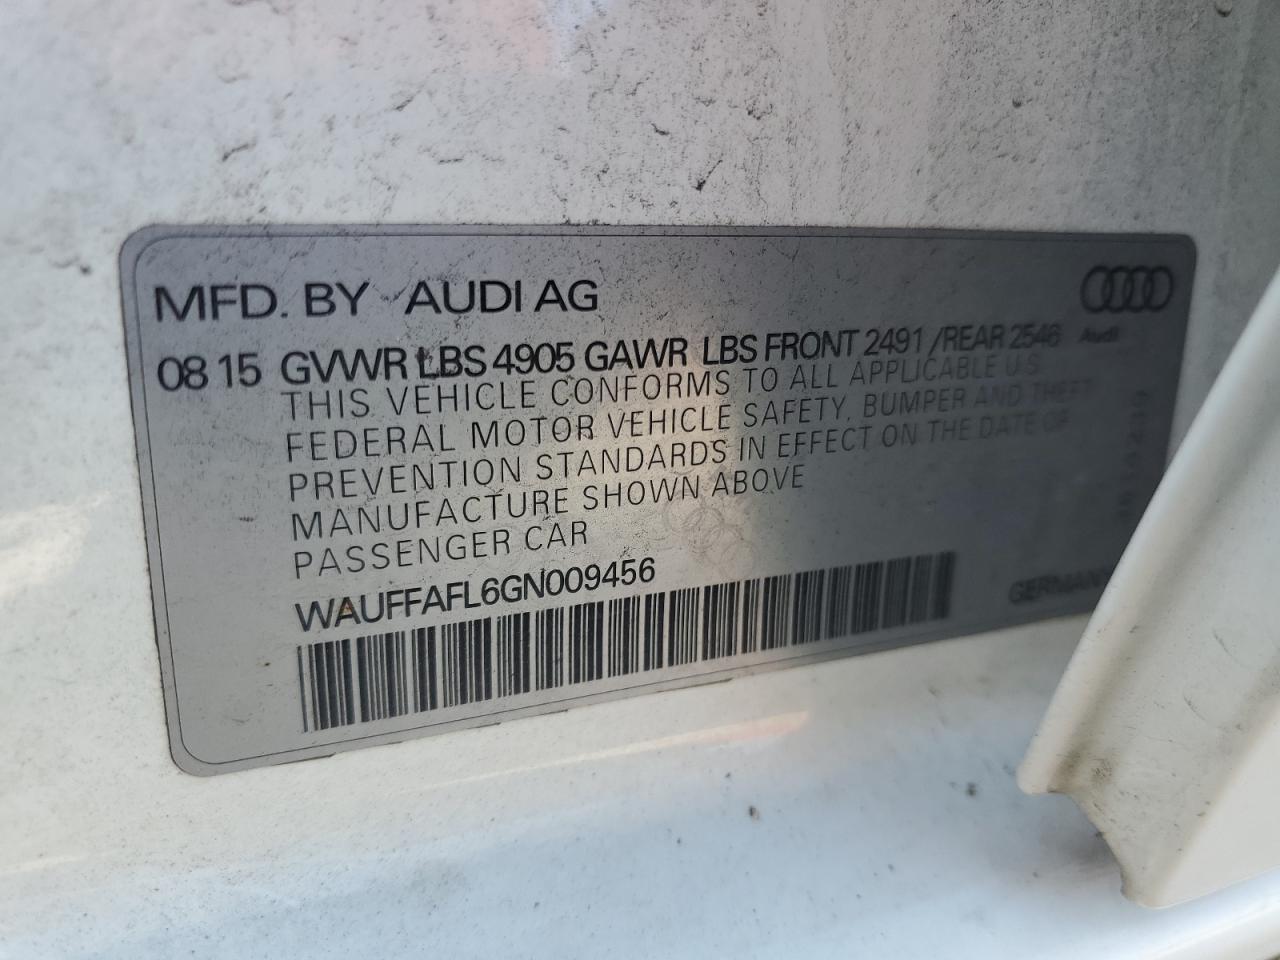 MFD. BY AUDI AG
08 15 GVWR LBS 4905 GAWR LBS FRONT 2491 /REAR 2546
Audi
THIS VEHICLE CONFORMS TO ALL APPLICABLE U.S.
FEDERAL MOTOR VEHICLE SAFETY, BUMPER AND THEFT
PREVENTION STANDARDS IN EFFECT ON THE DATE OF
MANUFACTURE SHOWN ABOVE
PASSENGER CAR
WAUFFAFL6GN009456
GERMANY